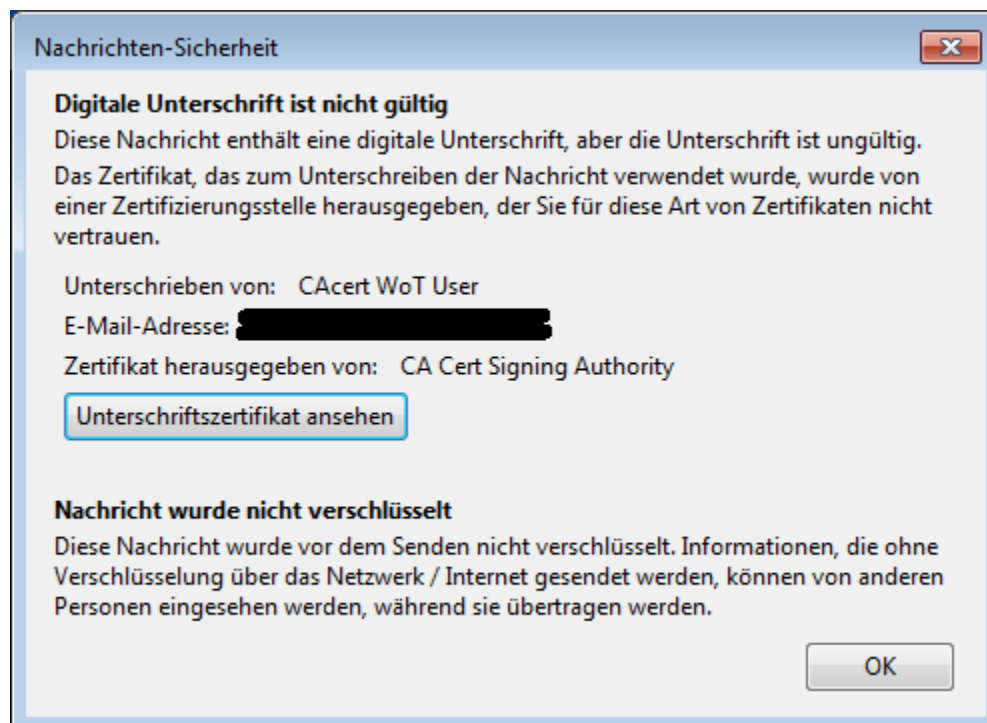 Nachrichten-Sicherheit
Digitale Unterschrift ist nicht gültig
Diese Nachricht enthält eine digitale Unterschrift, aber die Unterschrift ist ungültig.
Das Zertifikat, das zum Unterschreiben der Nachricht verwendet wurde, wurde von
einer Zertifizierungsstelle herausgegeben, der Sie für diese Art von Zertifikaten nicht
vertrauen.
Unterschrieben von: CAcert WoT User
E-Mail-Adresse:
Zertifikat herausgegeben von: CA Cert Signing Authority
Unterschriftszertifikat ansehen
Nachricht wurde nicht verschlüsselt
Diese Nachricht wurde vor dem Senden nicht verschlüsselt. Informationen, die ohne
Verschlüsselung über das Netzwerk / Internet gesendet werden, können von anderen
Personen eingesehen werden, während sie übertragen werden.
OK